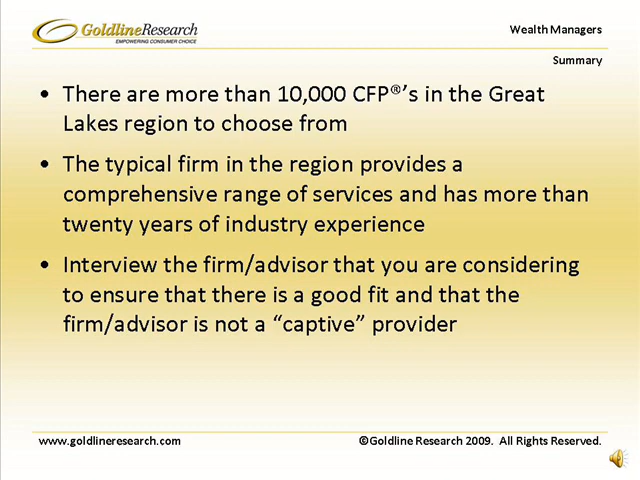 GoldlineResearch
EMPOWERING CONSUMER CHOICE
Wealth Managers
Summary
• There are more than 10,000 CFP®’s in the Great
Lakes region to choose from
• The typical firm in the region provides a
comprehensive range of services and has more than
twenty years of industry experience
• Interview the firm/advisor that you are considering
to ensure that there is a good fit and that the
firm/advisor is not a “captive” provider
www.goldlineresearch.com
©Goldline Research 2009. All Rights Reserved.